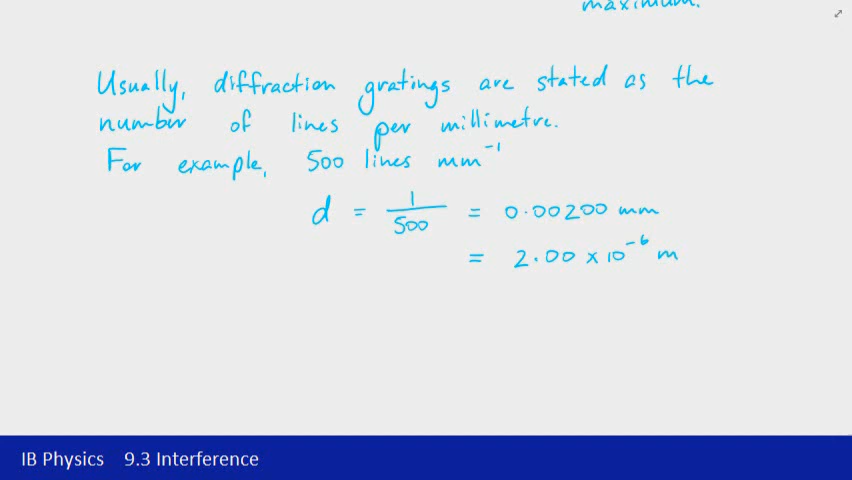 maximum.
Usually, diffraction gratings are stated as the
number of lines per millimetre.
For example, 500 lines mm⁻¹
d = 1/500 = 0.00200 mm
= 2.00 × 10⁻⁶ m
IB Physics 9.3 Interference